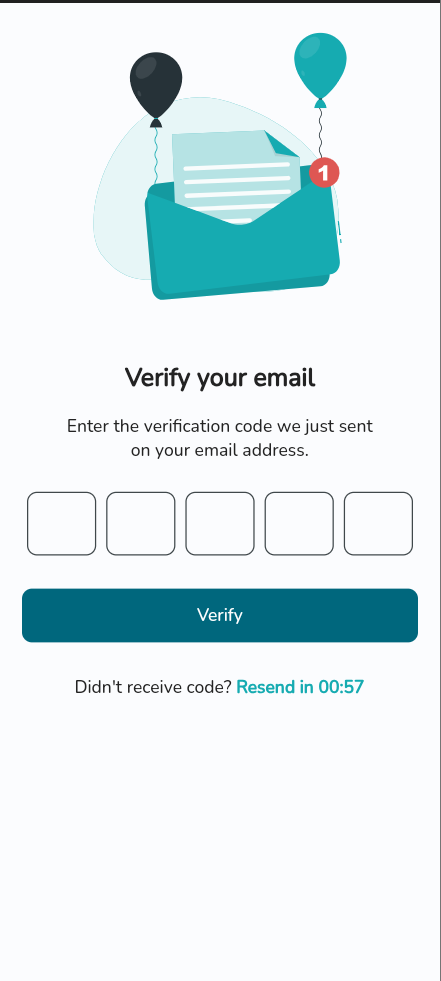 1
Verify your email
Enter the verification code we just sent
on your email address.
Verify
Didn't receive code? Resend in 00:57